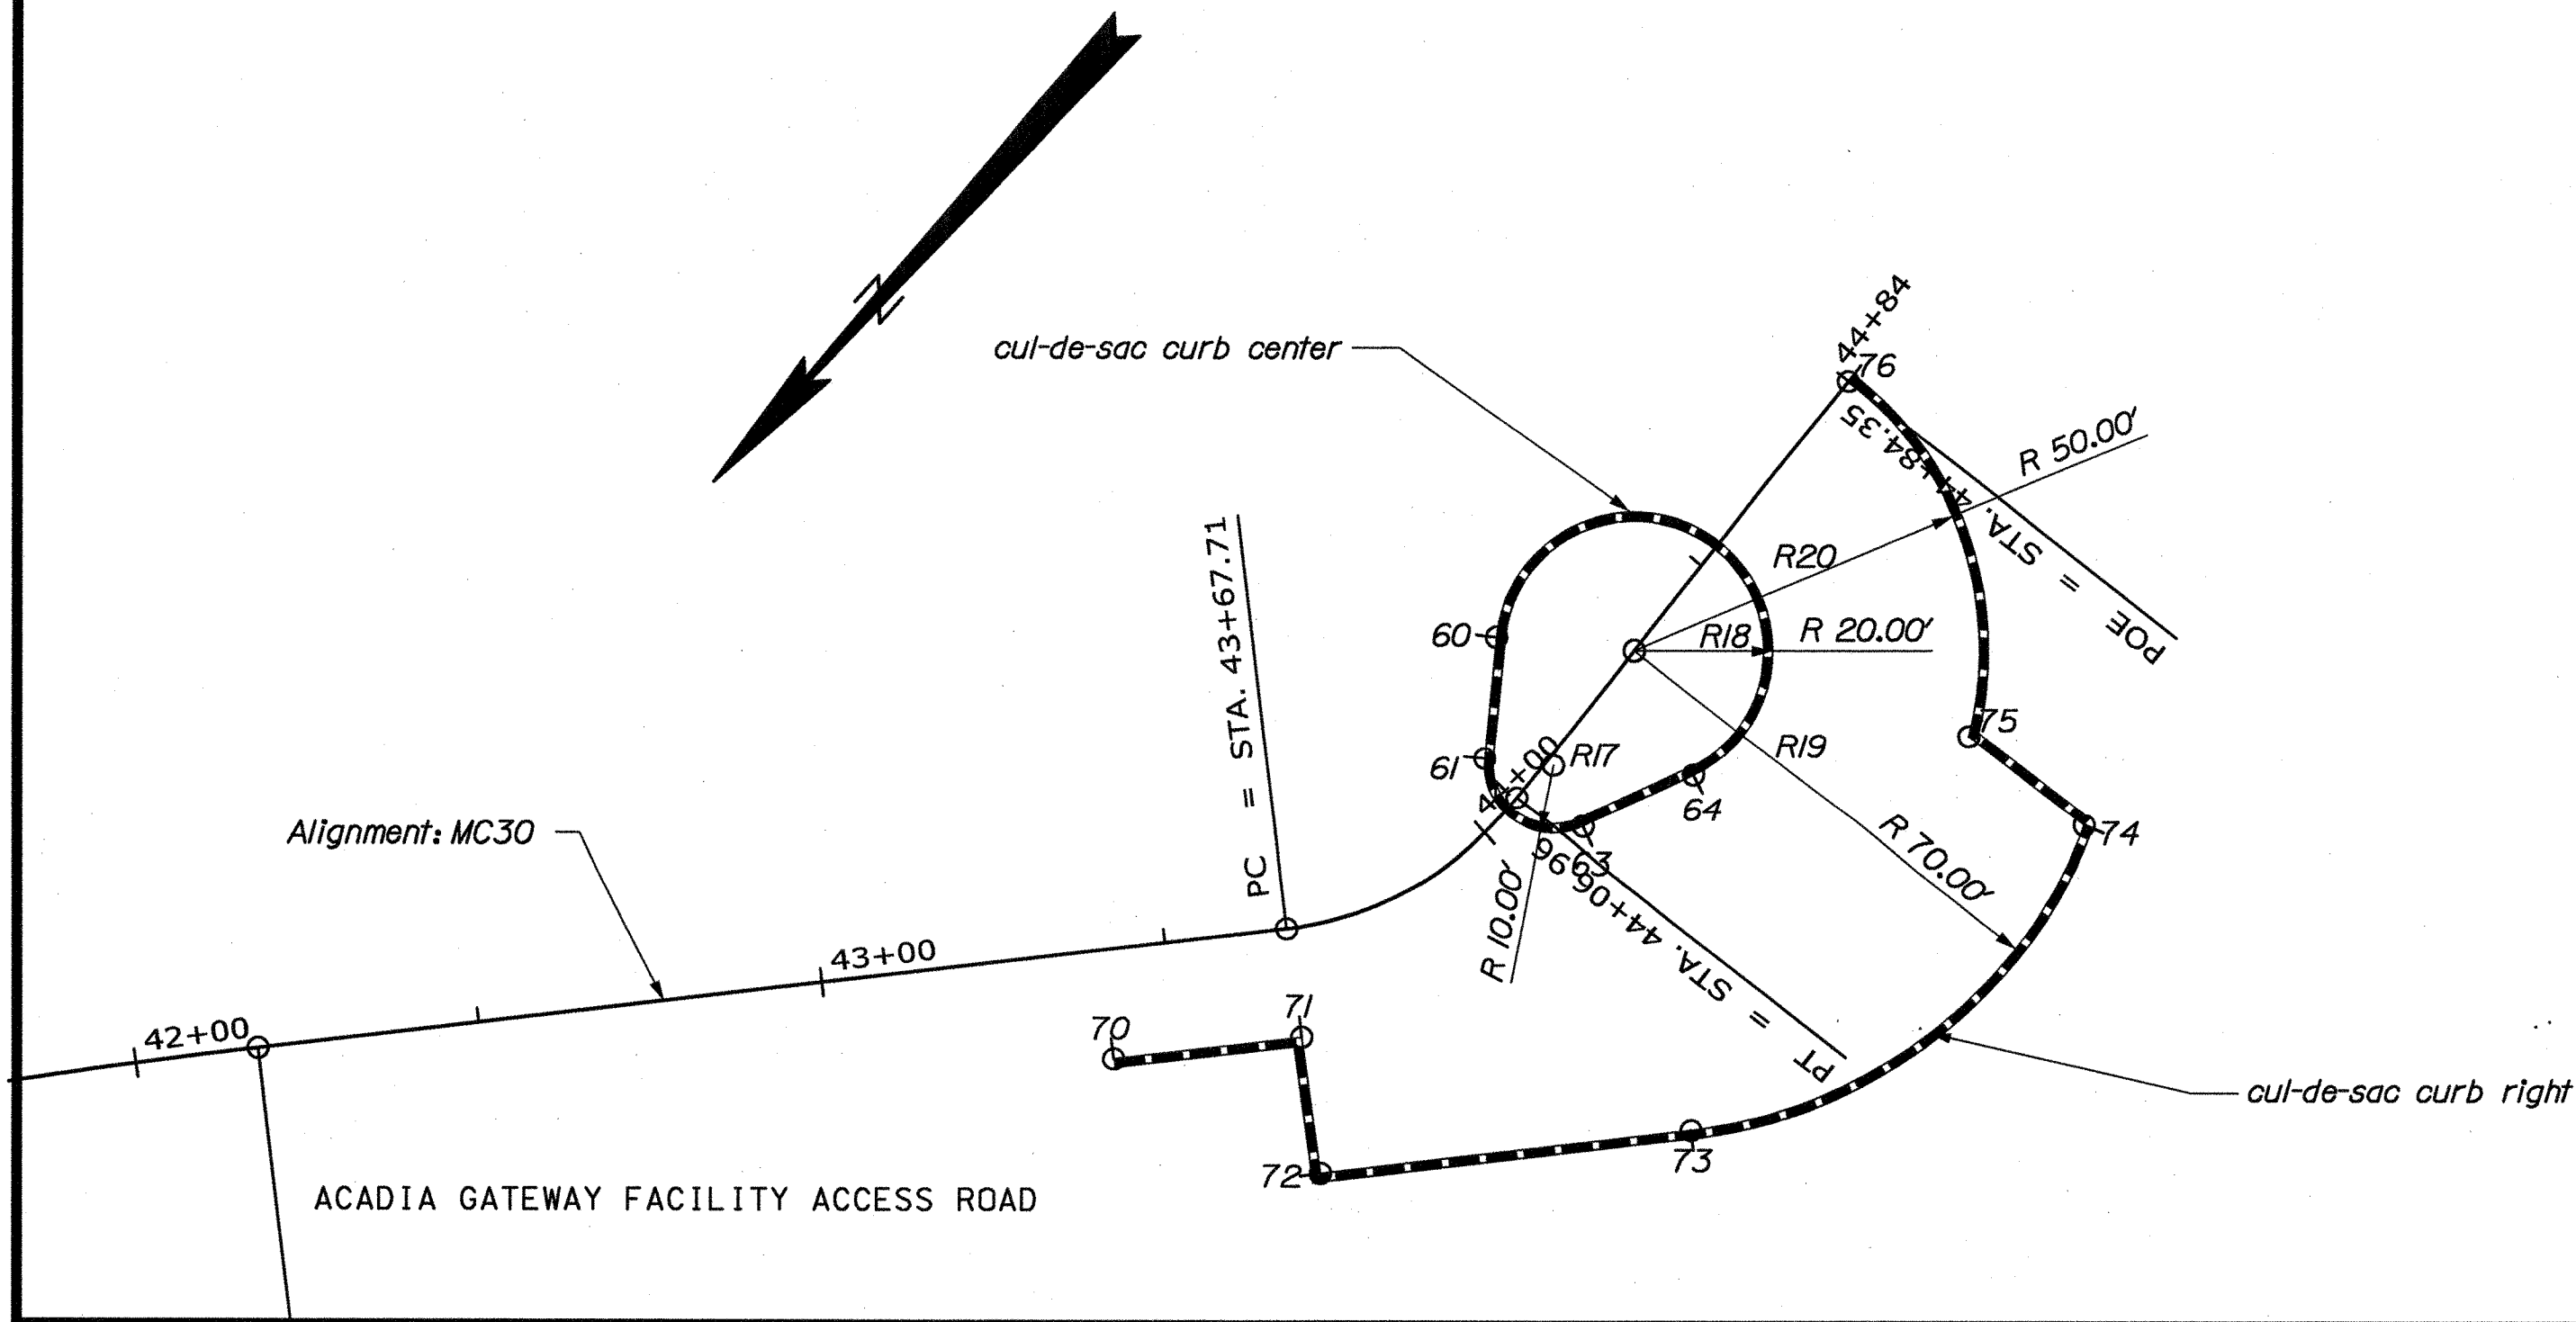 44+84
76
cul-de-sac curb center
STA. 44+84.35
POE =
R 50.00'
R20
R18
R 20.00'
60
PC = STA. 43+67.71
75
61
R17
R19
64
63
74
Alignment: MC30
R 70.00'
R 10.00'
PT = STA. 44+06.96
43+00
42+00
70
71
72
73
cul-de-sac curb right
ACADIA GATEWAY FACILITY ACCESS ROAD
Z